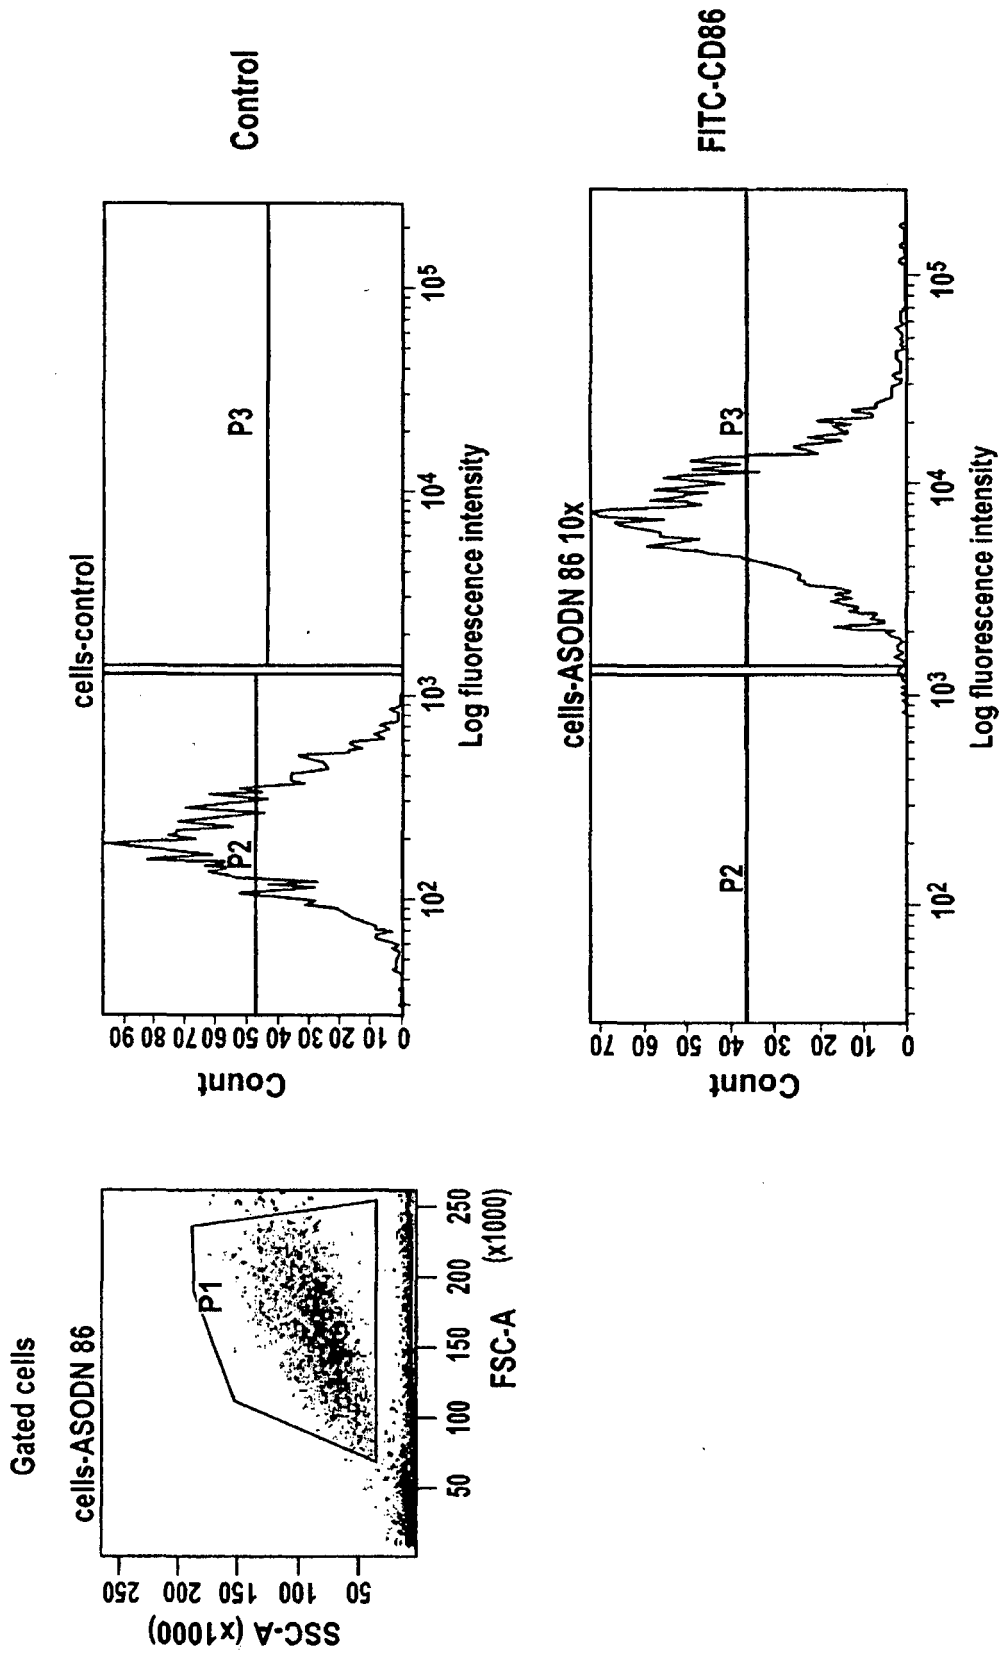 Gated cells
cells-ASODN 86
250
200
150
100
50
SSC-A (x1000)
P1
50
100
150
200
250
FSC-A
(x1000)
cells-control
Control
Count
90
80
70
60
50
40
30
20
10
0
P2
P3
10²
10³
10⁴
10⁵
Log fluorescence intensity
cells-ASODN 86 10x
FITC-CD86
Count
70
60
50
40
30
20
10
0
P2
P3
10²
10³
10⁴
10⁵
Log fluorescence intensity